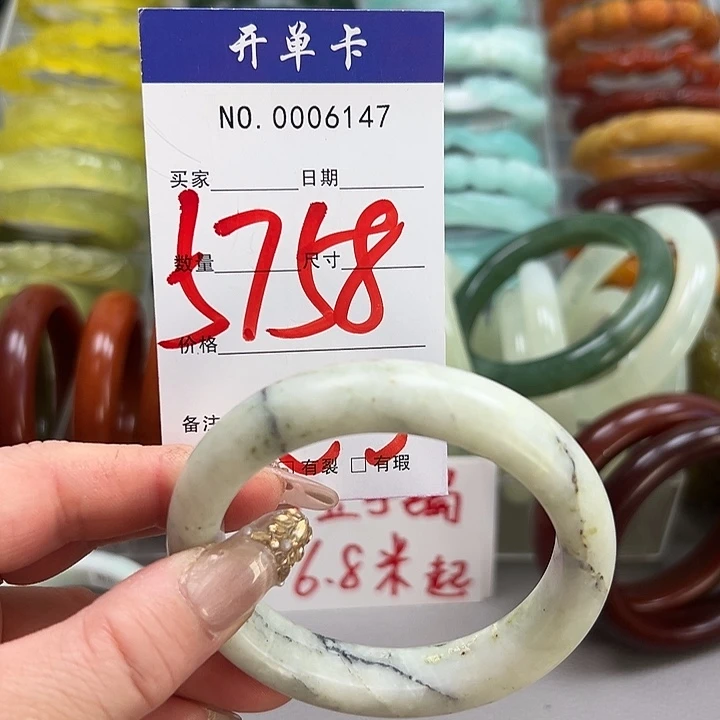 开单卡
NO.0006147
买家 日期
5758
数量 尺寸
价格
备注
有裂 □ 有瑕
6.8米起